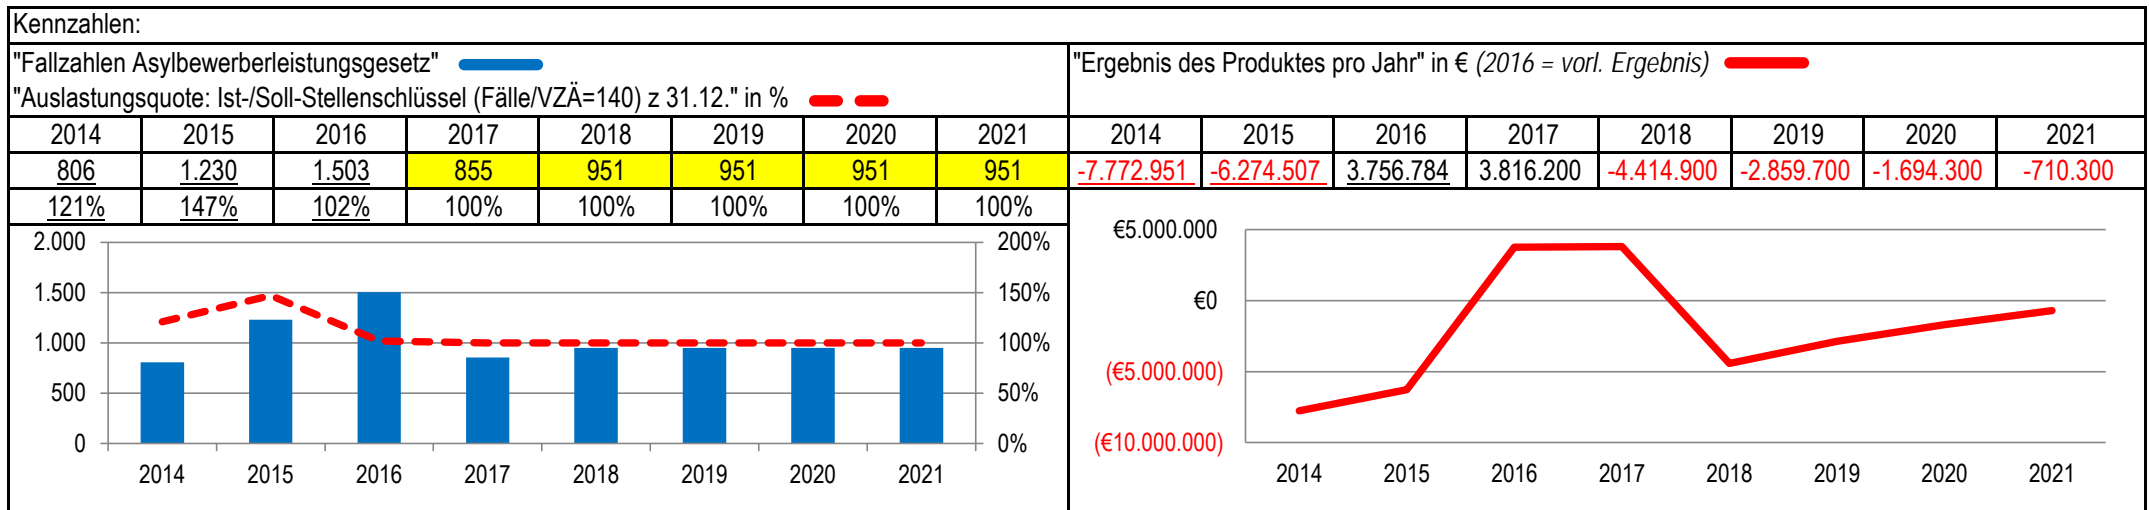 Kennzahlen:
"Fallzahlen Asylbewerberleistungsgesetz"
"Auslastungsquote: Ist-/Soll-Stellenschlüssel (Fälle/VZÄ=140) z 31.12." in %
2014 2015 2016 2017 2018 2019 2020 2021
806 1.230 1.503 855 951 951 951 951
121% 147% 102% 100% 100% 100% 100% 100%
2.000 200%
1.500 150%
1.000 100%
500 50%
0 0%
2014 2015 2016 2017 2018 2019 2020 2021
"Ergebnis des Produktes pro Jahr" in € (2016 = vorl. Ergebnis)
2014 2015 2016 2017 2018 2019 2020 2021
-7.772.951 -6.274.507 3.756.784 3.816.200 -4.414.900 -2.859.700 -1.694.300 -710.300
€5.000.000
€0
(€5.000.000)
(€10.000.000)
2014 2015 2016 2017 2018 2019 2020 2021